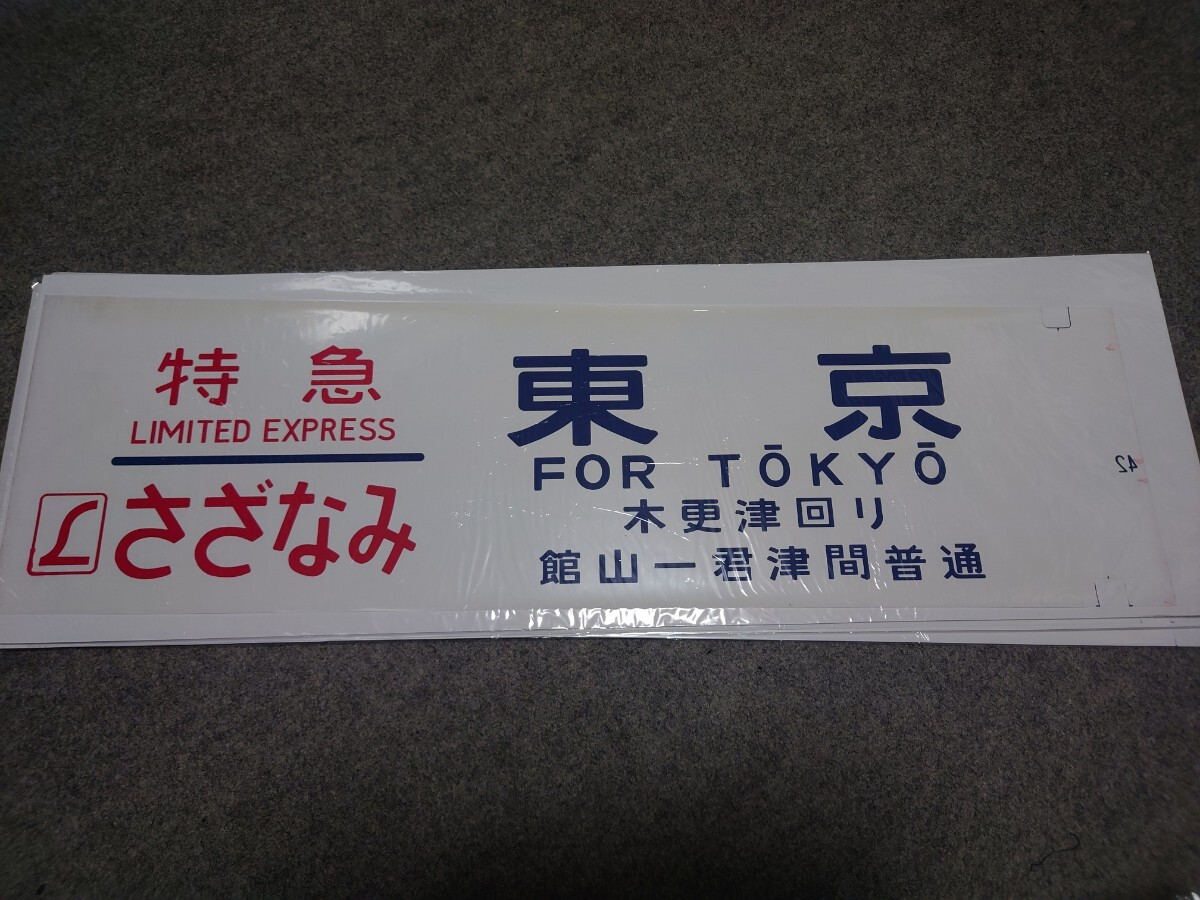 特急
LIMITED EXPRESS
さざなみ
東京
FOR TŌKYŌ
木更津回り
館山ー君津間普通
42